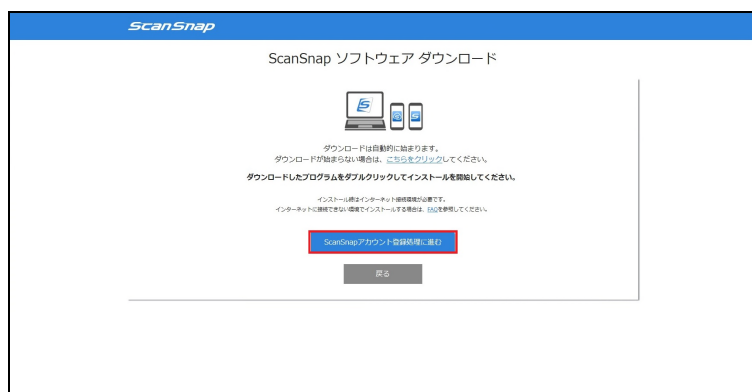 ScanSnap
ScanSnap ソフトウェア ダウンロード
ダウンロードは自動的に始まります。
ダウンロードが始まらない場合は、こちらをクリックしてください。
ダウンロードしたプログラムをダブルクリックしてインストールを開始してください。
インストール時はインターネット接続環境が必要です。
インターネットに接続できない環境でインストールする場合は、FAQを参照してください。
ScanSnapアカウント登録処理に進む
戻る